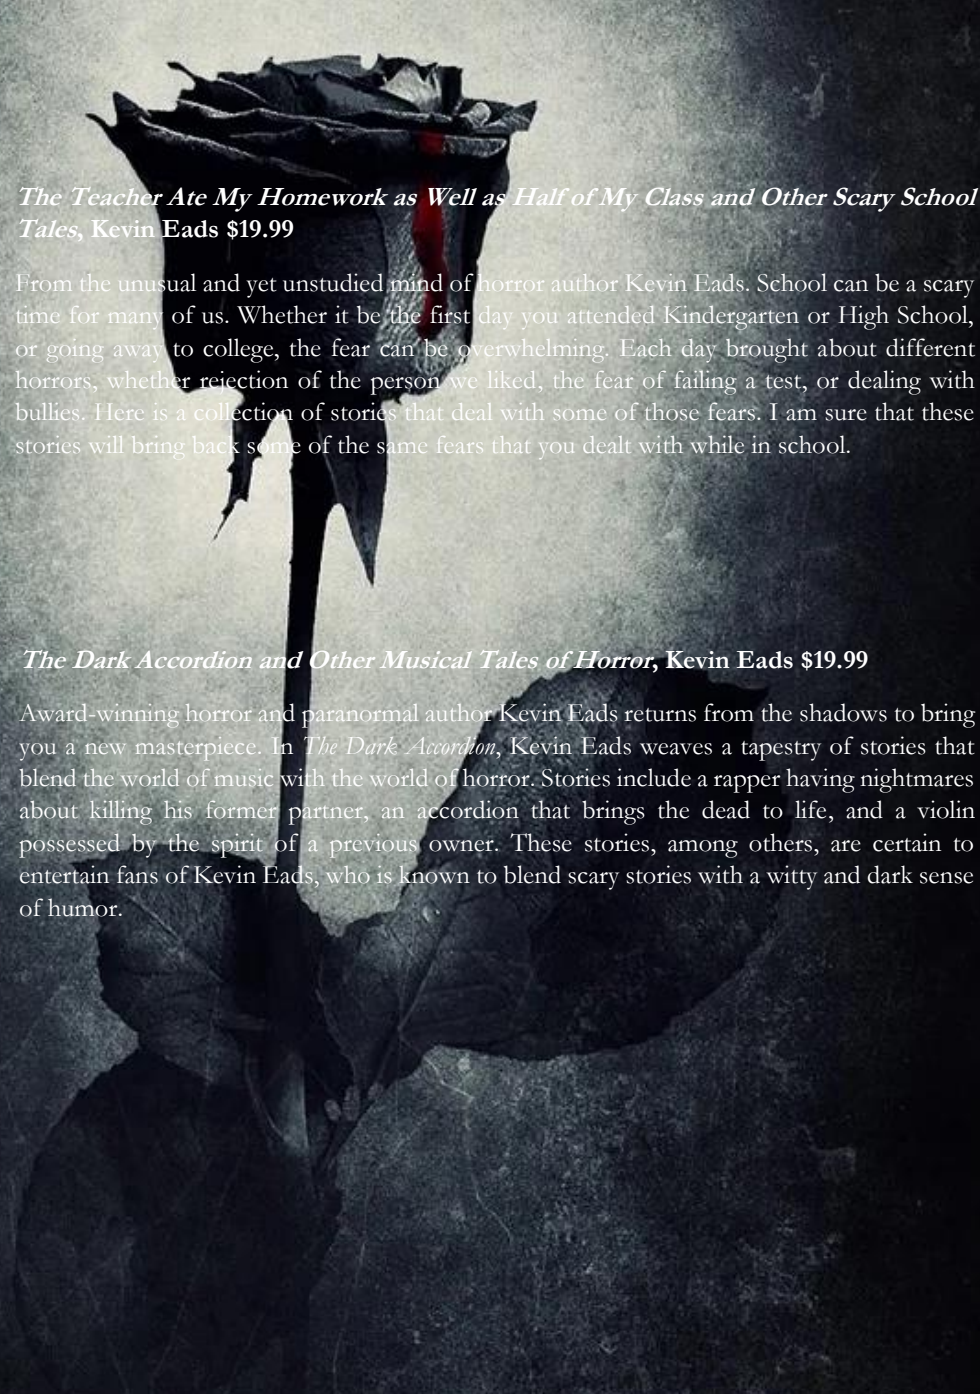 The Teacher Ate My Homework as Well as Half of My Class and Other Scary School
Tales, Kevin Eads $19.99
From the unusual and yet unstudied mind of horror author Kevin Eads. School can be a scary
time for many of us. Whether it be the first day you attended Kindergarten or High School,
or going away to college, the fear can be overwhelming. Each day brought about different
horrors, whether rejection of the person we liked, the fear of failing a test, or dealing with
bullies. Here is a collection of stories that deal with some of those fears. I am sure that these
stories will bring back some of the same fears that you dealt with while in school.
The Dark Accordion and Other Musical Tales of Horror, Kevin Eads $19.99
Award-winning horror and paranormal author Kevin Eads returns from the shadows to bring
you a new masterpiece. In The Dark Accordion, Kevin Eads weaves a tapestry of stories that
blend the world of music with the world of horror. Stories include a rapper having nightmares
about killing his former partner, an accordion that brings the dead to life, and a violin
possessed by the spirit of a previous owner. These stories, among others, are certain to
entertain fans of Kevin Eads, who is known to blend scary stories with a witty and dark sense
of humor.